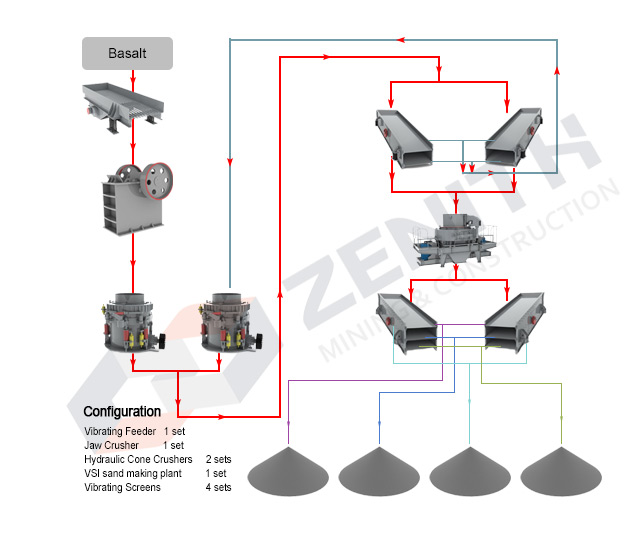 Basalt
ZENITH
MINING & CONSTRUCTION
Configuration
Vibrating Feeder 1 set
Jaw Crusher 1 set
Hydraulic Cone Crushers 2 sets
VSI sand making plant 1 set
Vibrating Screens 4 sets